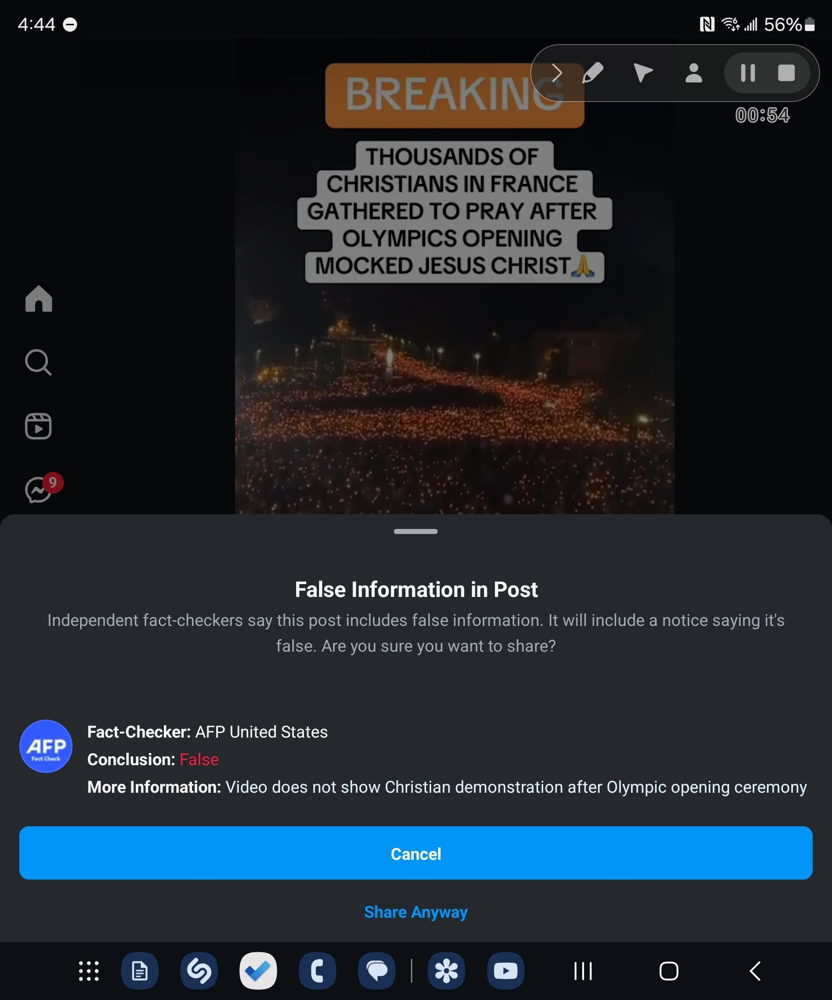 4:44
56%
BREAKING
00:54
THOUSANDS OF
CHRISTIANS IN FRANCE
GATHERED TO PRAY AFTER
OLYMPICS OPENING
MOCKED JESUS CHRIST🙏
9
False Information in Post
Independent fact-checkers say this post includes false information. It will include a notice saying it's
false. Are you sure you want to share?
AFP
Fact Check
Fact-Checker: AFP United States
Conclusion: False
More Information: Video does not show Christian demonstration after Olympic opening ceremony
Cancel
Share Anyway